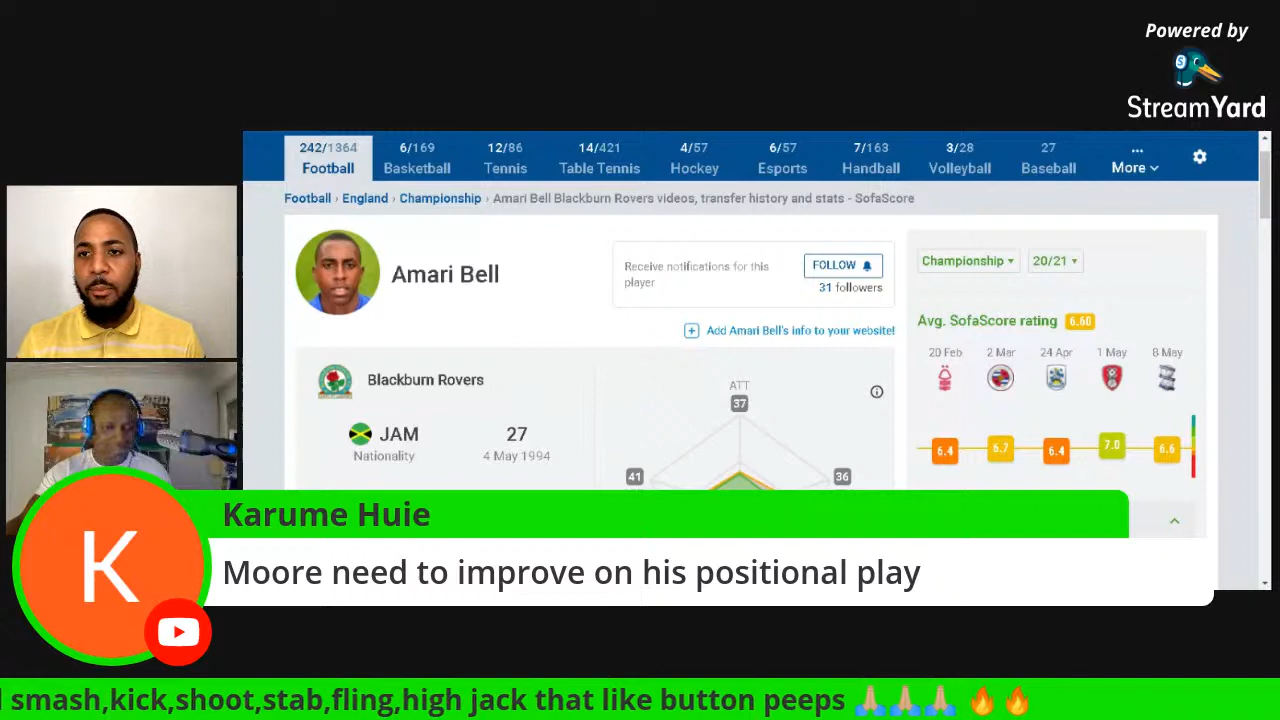 Powered by
StreamYard
242/1364 6/169 12/86 14/421 4/57 6/57 7/163 3/28 27 ...
Football Basketball Tennis Table Tennis Hockey Esports Handball Volleyball Baseball More
Football › England › Championship › Amari Bell Blackburn Rovers videos, transfer history and stats - SofaScore
Amari Bell
Receive notifications for this
player
FOLLOW
31 followers
+ Add Amari Bell's info to your website!
Championship 20/21
Avg. SofaScore rating 6.60
20 Feb 2 Mar 24 Apr 1 May 8 May
6.4 6.7 6.4 7.0 6.6
Blackburn Rovers
JAM 27
Nationality 4 May 1994
ATT
37
41 36
K
Karume Huie
Moore need to improve on his positional play
smash,kick,shoot,stab,fling,high jack that like button peeps 🙏🏽🙏🏽🙏🏽 🔥🔥